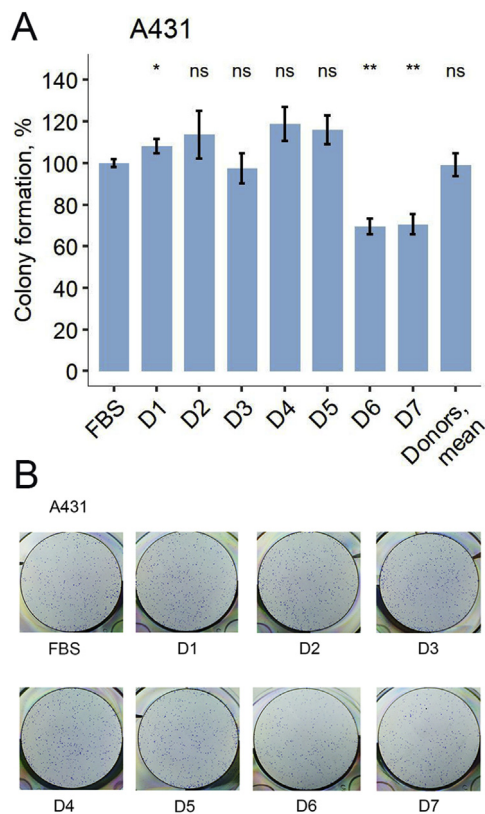 A
A431
* ns ns ns ns ** ** ns
Colony formation, %
140
120
100
80
60
40
20
0
FBS D1 D2 D3 D4 D5 D6 D7 Donors,
mean
B
A431
FBS D1 D2 D3
D4 D5 D6 D7